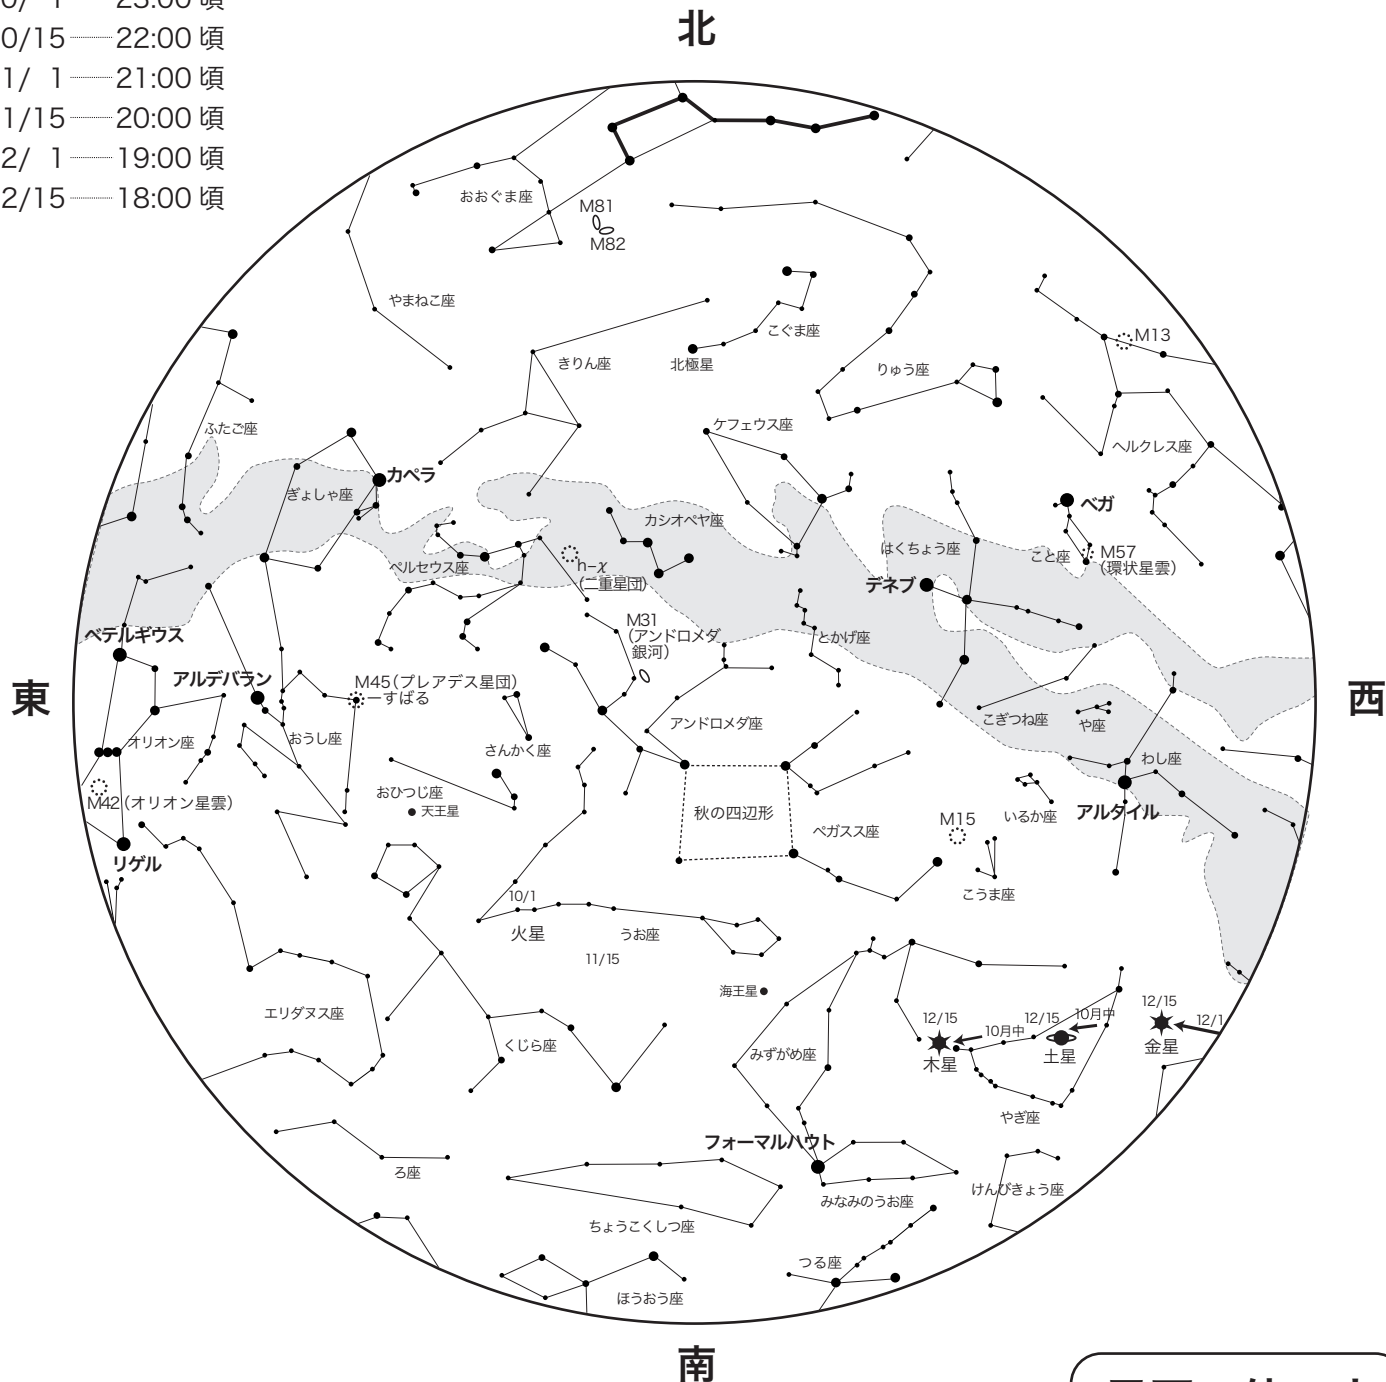 0/15 22:00 頃
1/ 1 21:00 頃
1/15 20:00 頃
2/ 1 19:00 頃
2/15 18:00 頃
北
おおぐま座
M81
M82
やまねこ座
こぐま座
北極星
きりん座
りゅう座
M13
ヘルクレス座
ふたご座
ケフェウス座
カペラ
ぎょしゃ座
カシオペヤ座
ベガ
はくちょう座
こと座
M57
(環状星雲)
ペルセウス座
h-χ
(二重星団)
デネブ
M31
(アンドロメダ
銀河)
とかげ座
ベテルギウス
アルデバラン
M45(プレアデス星団)
ーすばる
東
西
アンドロメダ座
こぎつね座
や座
オリオン座
おうし座
さんかく座
わし座
おひつじ座
天王星
M42(オリオン星雲)
秋の四辺形
ペガスス座
M15
いるか座
アルタイル
リゲル
こうま座
10/1
火星
うお座
11/15
海王星
エリダヌス座
くじら座
みずがめ座
12/15
10月中
木星
12/15
10月中
土星
12/15
12/1
金星
やぎ座
フォーマルハウト
ろ座
みなみのうお座
けんびきょう座
ちょうこくしつ座
つる座
ほうおう座
南